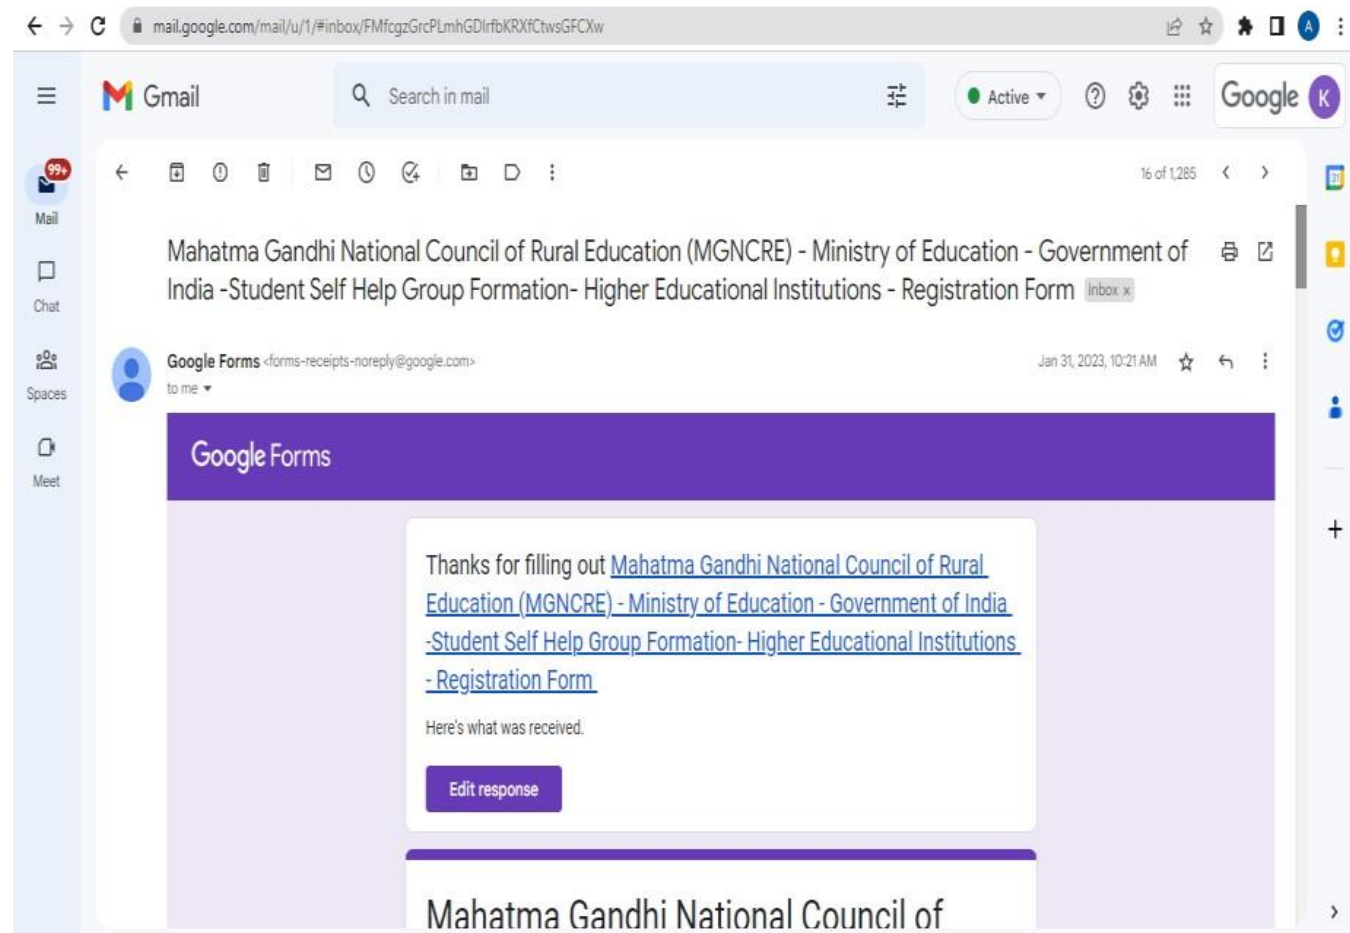 mail.google.com/mail/u/1/#inbox/FMfcgzGrcPLmhGDlrfbKRXfCtwsGFCXw
A
Gmail
Search in mail
Active
Google
K
99+
Mail
16 of 1,285
31
Mahatma Gandhi National Council of Rural Education (MGNCRE) - Ministry of Education - Government of
India -Student Self Help Group Formation- Higher Educational Institutions - Registration Form Inbox x
Chat
Google Forms <forms-receipts-noreply@google.com>
Jan 31, 2023, 10:21 AM
to me
Spaces
Meet
Google Forms
Thanks for filling out Mahatma Gandhi National Council of Rural
Education (MGNCRE) - Ministry of Education - Government of India
-Student Self Help Group Formation- Higher Educational Institutions
- Registration Form
Here's what was received.
Edit response
Mahatma Gandhi National Council of